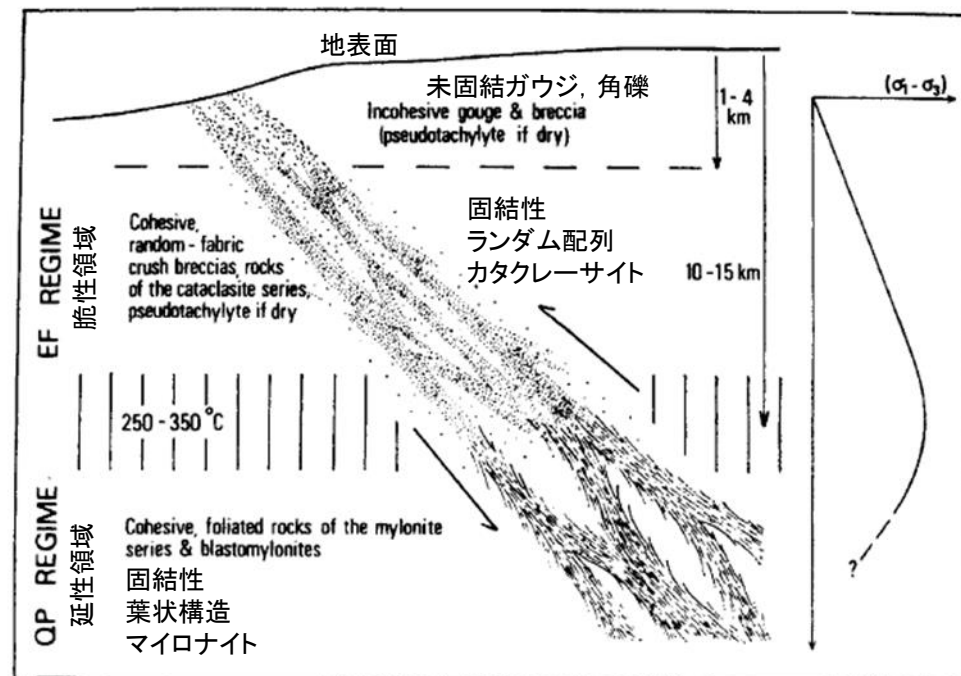 地表面
未固結ガウジ, 角礫
Incohesive gouge & breccia
(pseudotachylyte if dry)
1 - 4
km
(σ1 - σ3)
EF REGIME
脆性領域
Cohesive,
random - fabric
crush breccias, rocks
of the cataclasite series,
pseudotachylyte if dry
固結性
ランダム配列
カタクレーサイト
10 - 15 km
250 - 350 °C
QP REGIME
延性領域
Cohesive, foliated rocks of the mylonite
series & blastomylonites
固結性
葉状構造
マイロナイト
?